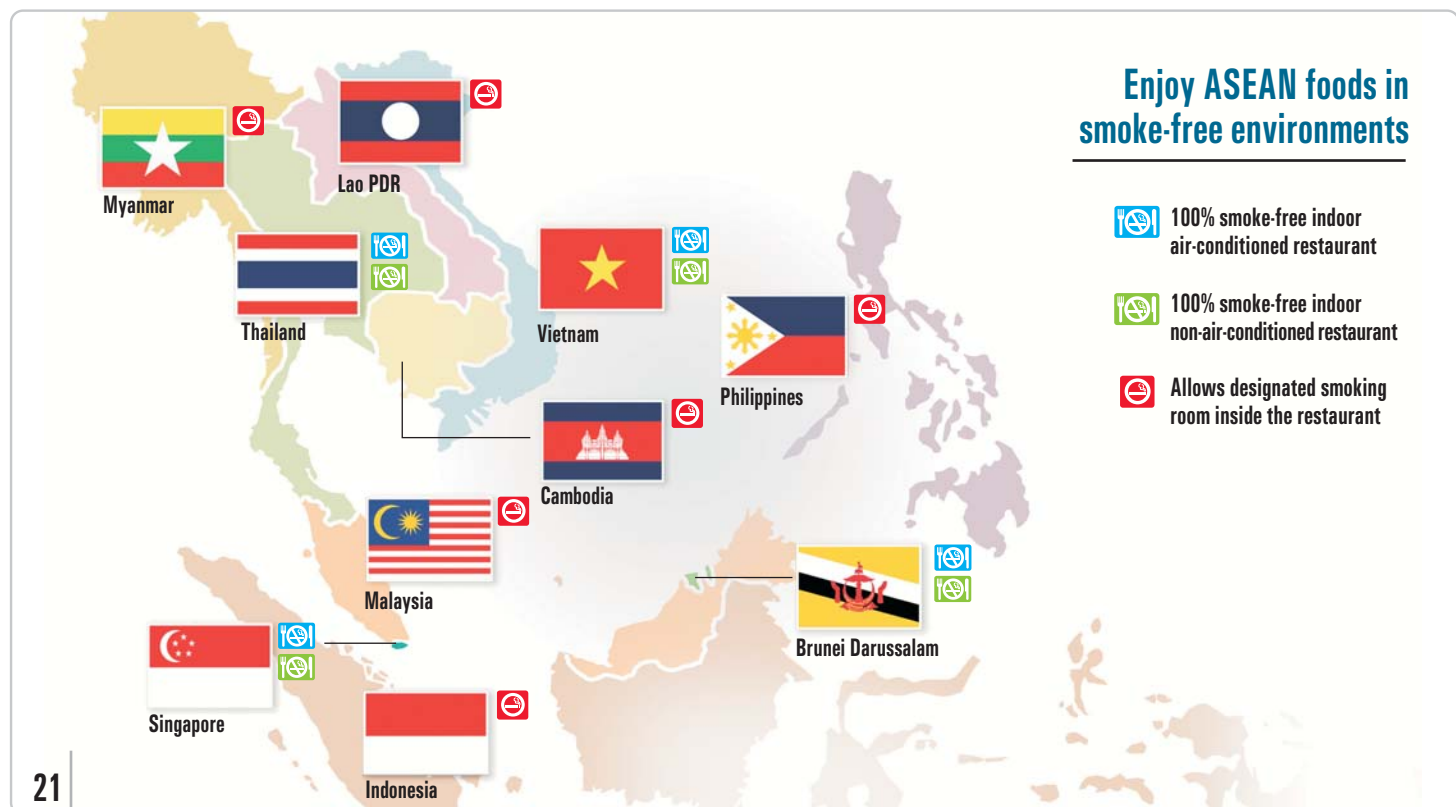 Enjoy ASEAN foods in
smoke-free environments
100% smoke-free indoor
air-conditioned restaurant
100% smoke-free indoor
non-air-conditioned restaurant
Allows designated smoking
room inside the restaurant
Myanmar
Lao PDR
Thailand
Vietnam
Philippines
Cambodia
Malaysia
Brunei Darussalam
Singapore
Indonesia
21